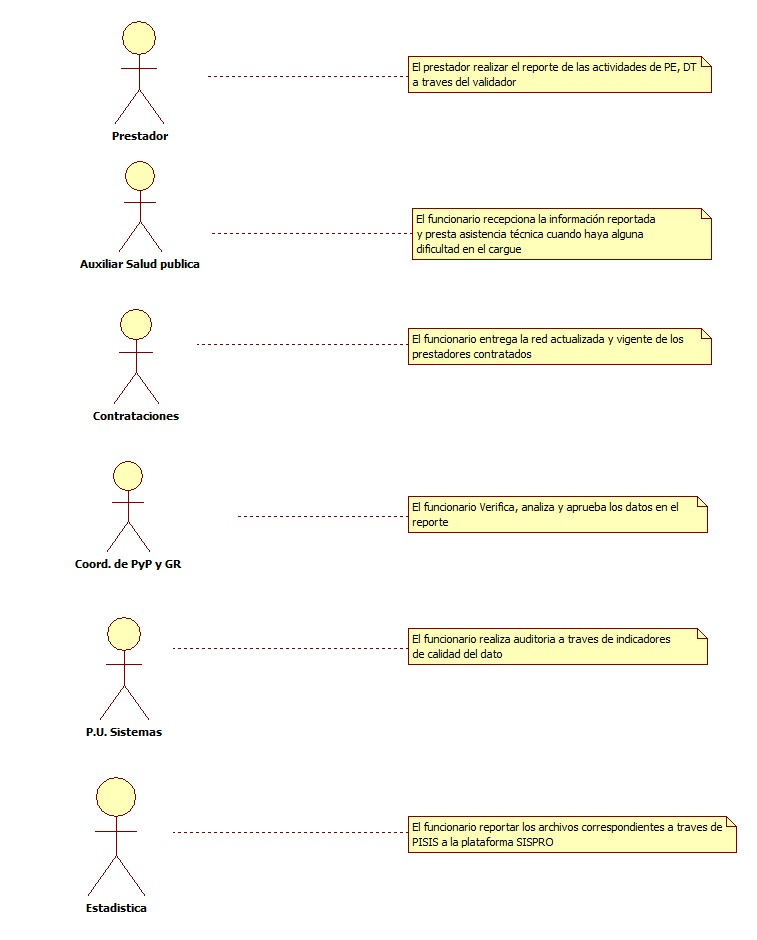 El prestador realizar el reporte de las actividades de PE, DT
a traves del validador
Prestador
El funcionario recepciona la información reportada
y presta asistencia técnica cuando haya alguna
dificultad en el cargue
Auxiliar Salud publica
El funcionario entrega la red actualizada y vigente de los
prestadores contratados
Contrataciones
El funcionario Verifica, analiza y aprueba los datos en el
reporte
Coord. de PyP y GR
El funcionario realiza auditoria a traves de indicadores
de calidad del dato
P.U. Sistemas
El funcionario reportar los archivos correspondientes a traves de
PISIS a la plataforma SISPRO
Estadistica